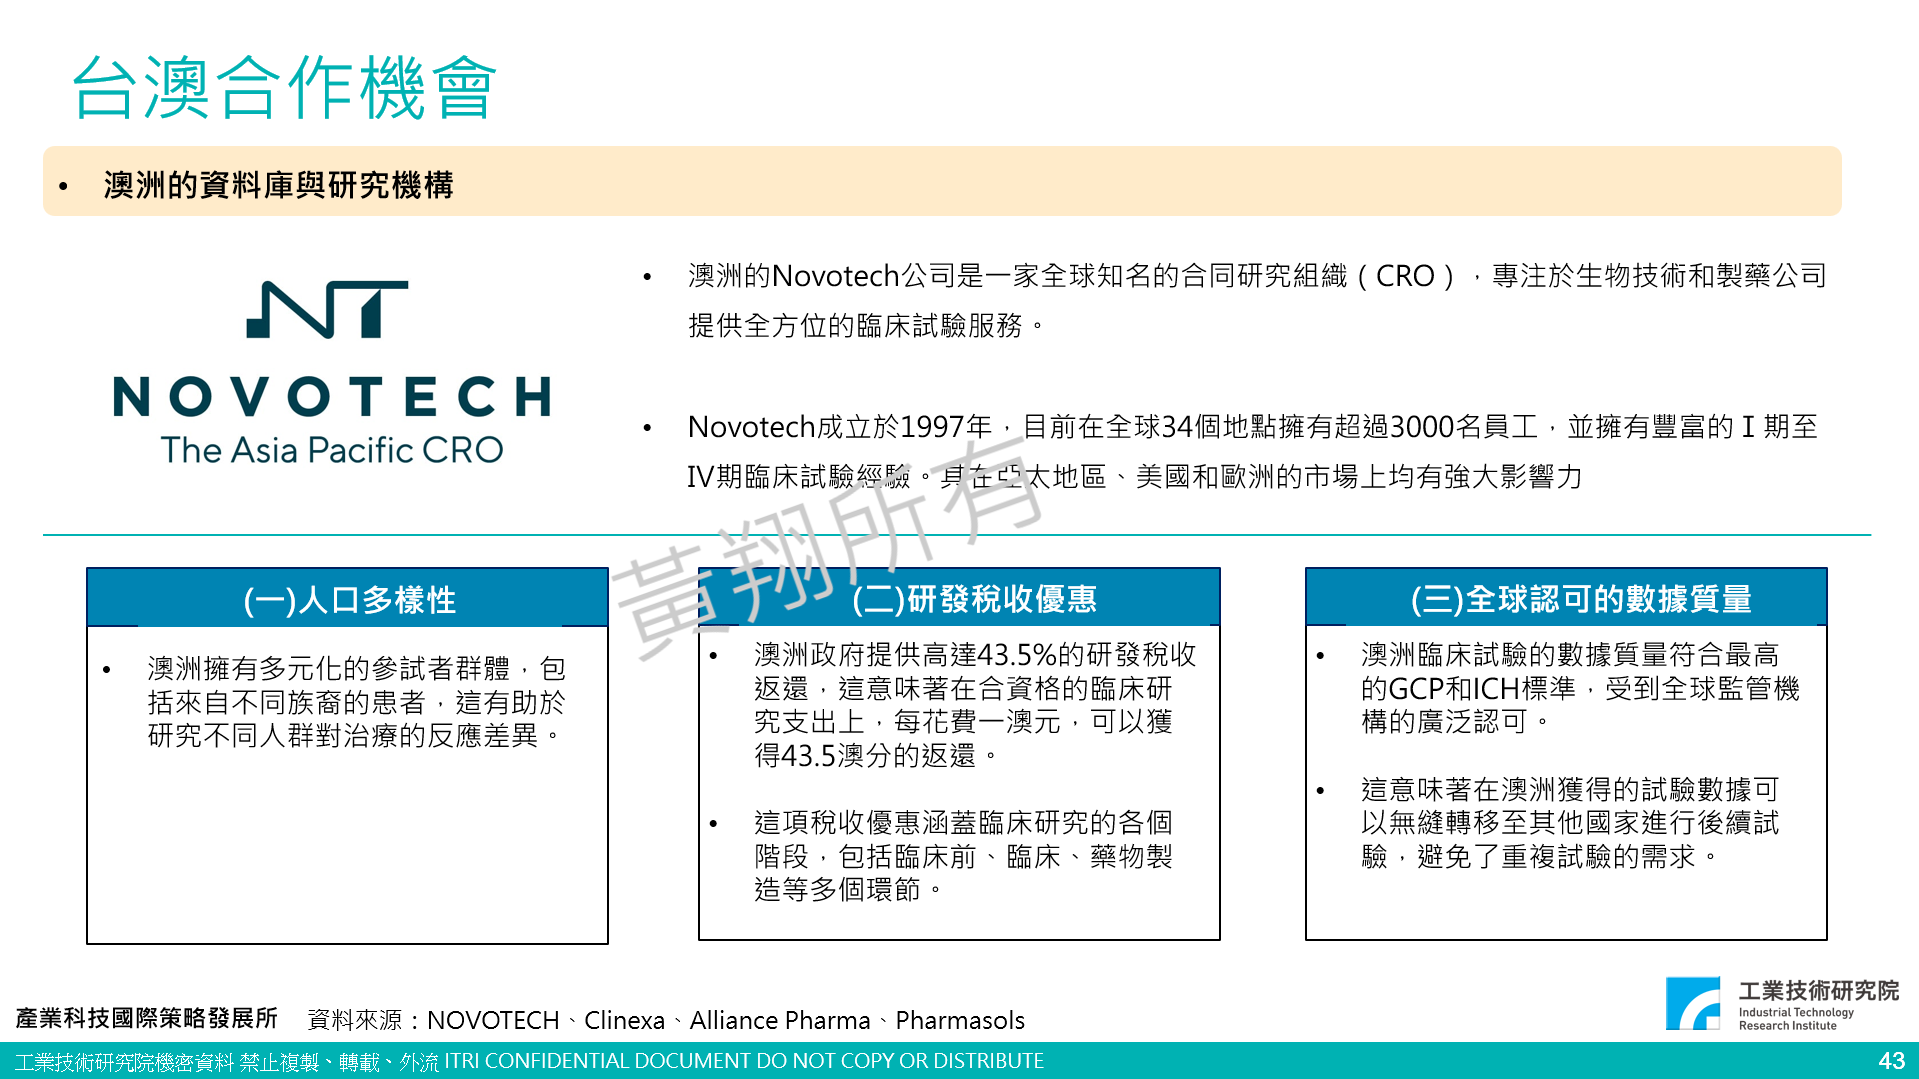 台澳合作機會
• 澳洲的資料庫與研究機構
NT
NOVOTECH
The Asia Pacific CRO
• 澳洲的Novotech公司是一家全球知名的合同研究組織（CRO），專注於生物技術和製藥公司
提供全方位的臨床試驗服務。
• Novotech成立於1997年，目前在全球34個地點擁有超過3000名員工，並擁有豐富的Ⅰ期至
IV期臨床試驗經驗。其在亞太地區、美國和歐洲的市場上均有強大影響力
黃翔所有
(一)人口多樣性
• 澳洲擁有多元化的參試者群體，包
括來自不同族裔的患者，這有助於
研究不同人群對治療的反應差異。
(二)研發稅收優惠
• 澳洲政府提供高達43.5%的研發稅收
返還，這意味著在合資格的臨床研
究支出上，每花費一澳元，可以獲
得43.5澳分的返還。
• 這項稅收優惠涵蓋臨床研究的各個
階段，包括臨床前、臨床、藥物製
造等多個環節。
(三)全球認可的數據質量
• 澳洲臨床試驗的數據質量符合最高
的GCP和ICH標準，受到全球監管機
構的廣泛認可。
• 這意味著在澳洲獲得的試驗數據可
以無縫轉移至其他國家進行後續試
驗，避免了重複試驗的需求。
產業科技國際策略發展所
資料來源：NOVOTECH、Clinexa、Alliance Pharma、Pharmasols
工業技術研究院
Industrial Technology
Research Institute
工業技術研究院機密資料 禁止複製、轉載、外流 ITRI CONFIDENTIAL DOCUMENT DO NOT COPY OR DISTRIBUTE
43